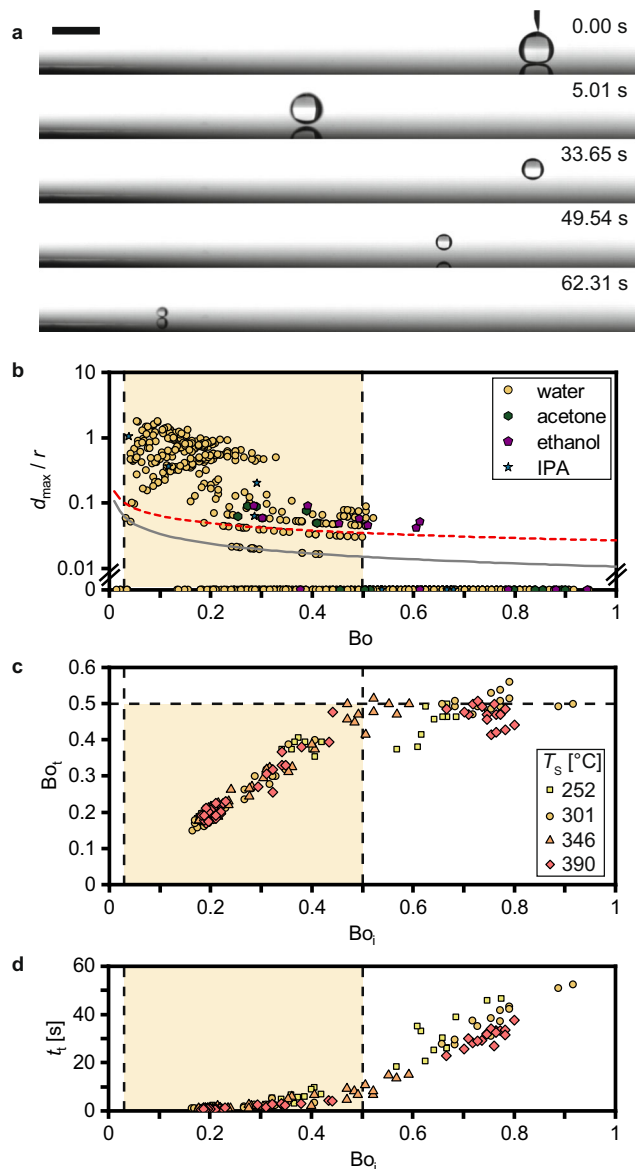 a
0.00 s
5.01 s
33.65 s
49.54 s
62.31 s
b
10
1
0.1
0.01
0
d_max / r
water
acetone
ethanol
IPA
0 0.2 0.4 0.6 0.8 1
Bo
c
0.6
0.5
0.4
0.3
0.2
0.1
0
Bo_t
T_S [°C]
252
301
346
390
0 0.2 0.4 0.6 0.8 1
Bo_i
d
60
40
20
0
t_t [s]
0 0.2 0.4 0.6 0.8 1
Bo_i